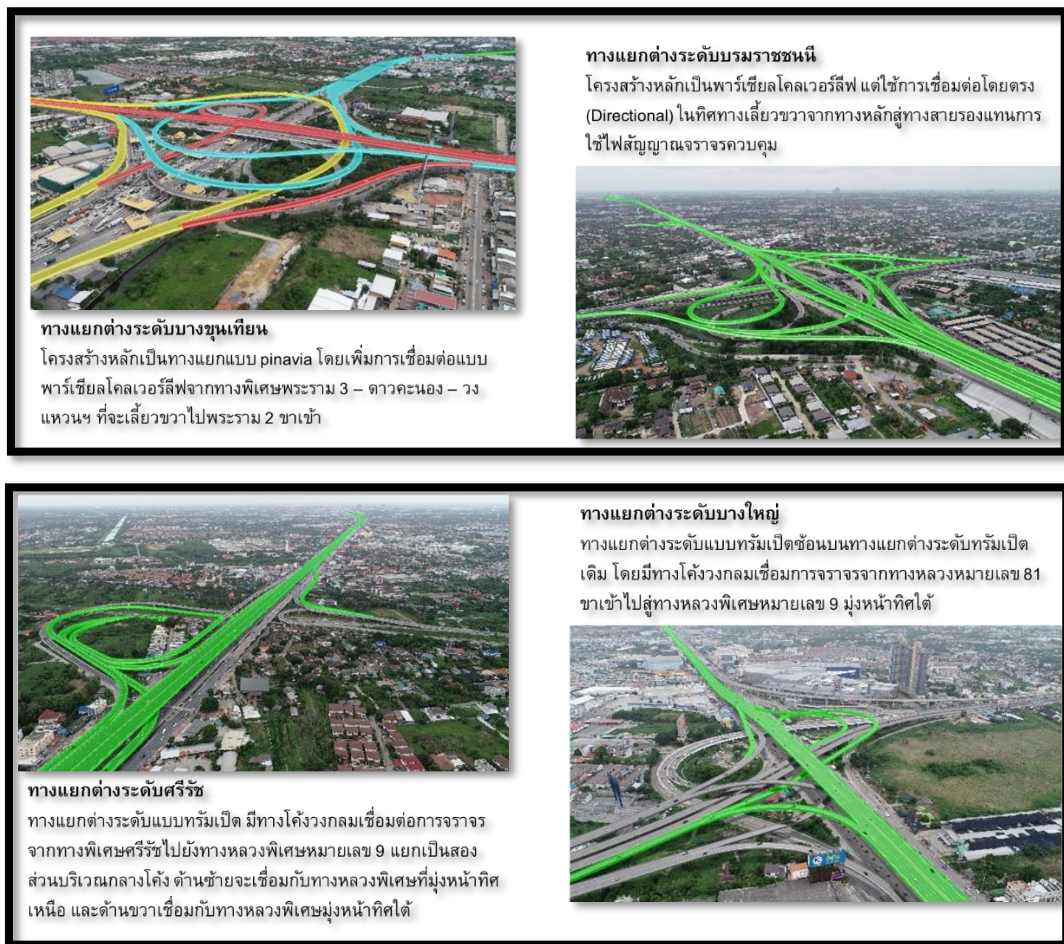 ทางแยกต่างระดับบางขุนเทียน
โครงสร้างหลักเป็นทางแยกแบบ pinavia โดยเพิ่มการเชื่อมต่อแบบ
พาร์เชียลโคลเวอร์ลีฟจากทางพิเศษพระราม 3 – ดาวคะนอง – วง
แหวนฯ ที่จะเลี้ยวขวาไปพระราม 2 ขาเข้า
ทางแยกต่างระดับบรมราชชนนี
โครงสร้างหลักเป็นพาร์เชียลโคลเวอร์ลีฟ แต่ใช้การเชื่อมต่อโดยตรง
(Directional) ในทิศทางเลี้ยวขวาจากทางหลักสู่ทางสายรองแทนการ
ใช้ไฟสัญญาณจราจรควบคุม
ทางแยกต่างระดับศรีรัช
ทางแยกต่างระดับแบบทรัมเป็ต มีทางโค้งวงกลมเชื่อมต่อการจราจร
จากทางพิเศษศรีรัชไปยังทางหลวงพิเศษหมายเลข 9 แยกเป็นสอง
ส่วนบริเวณกลางโค้ง ด้านซ้ายจะเชื่อมกับทางหลวงพิเศษที่มุ่งหน้าทิศ
เหนือ และด้านขวาเชื่อมกับทางหลวงพิเศษมุ่งหน้าทิศใต้
ทางแยกต่างระดับบางใหญ่
ทางแยกต่างระดับแบบทรัมเป็ตซ้อนบนทางแยกต่างระดับทรัมเป็ต
เดิม โดยมีทางโค้งวงกลมเชื่อมการจราจรจากทางหลวงหมายเลข 81
ขาเข้าไปสู่ทางหลวงพิเศษหมายเลข 9 มุ่งหน้าทิศใต้